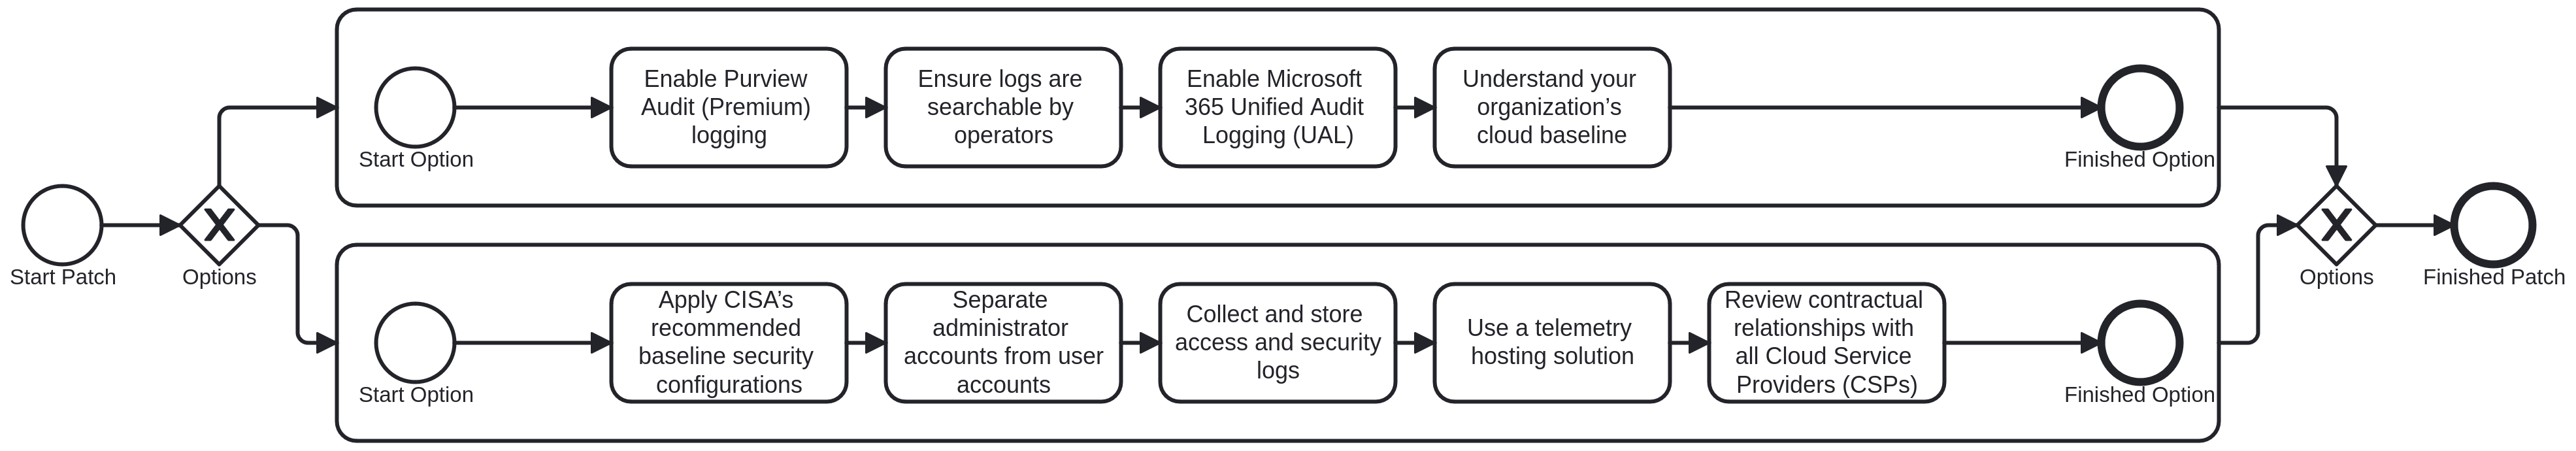 Start Patch
X
Options
Start Option
Enable Purview
Audit (Premium)
logging
Ensure logs are
searchable by
operators
Enable Microsoft
365 Unified Audit
Logging (UAL)
Understand your
organization’s
cloud baseline
Finished Option
Start Option
Apply CISA’s
recommended
baseline security
configurations
Separate
administrator
accounts from user
accounts
Collect and store
access and security
logs
Use a telemetry
hosting solution
Review contractual
relationships with
all Cloud Service
Providers (CSPs)
Finished Option
X
Options
Finished Patch